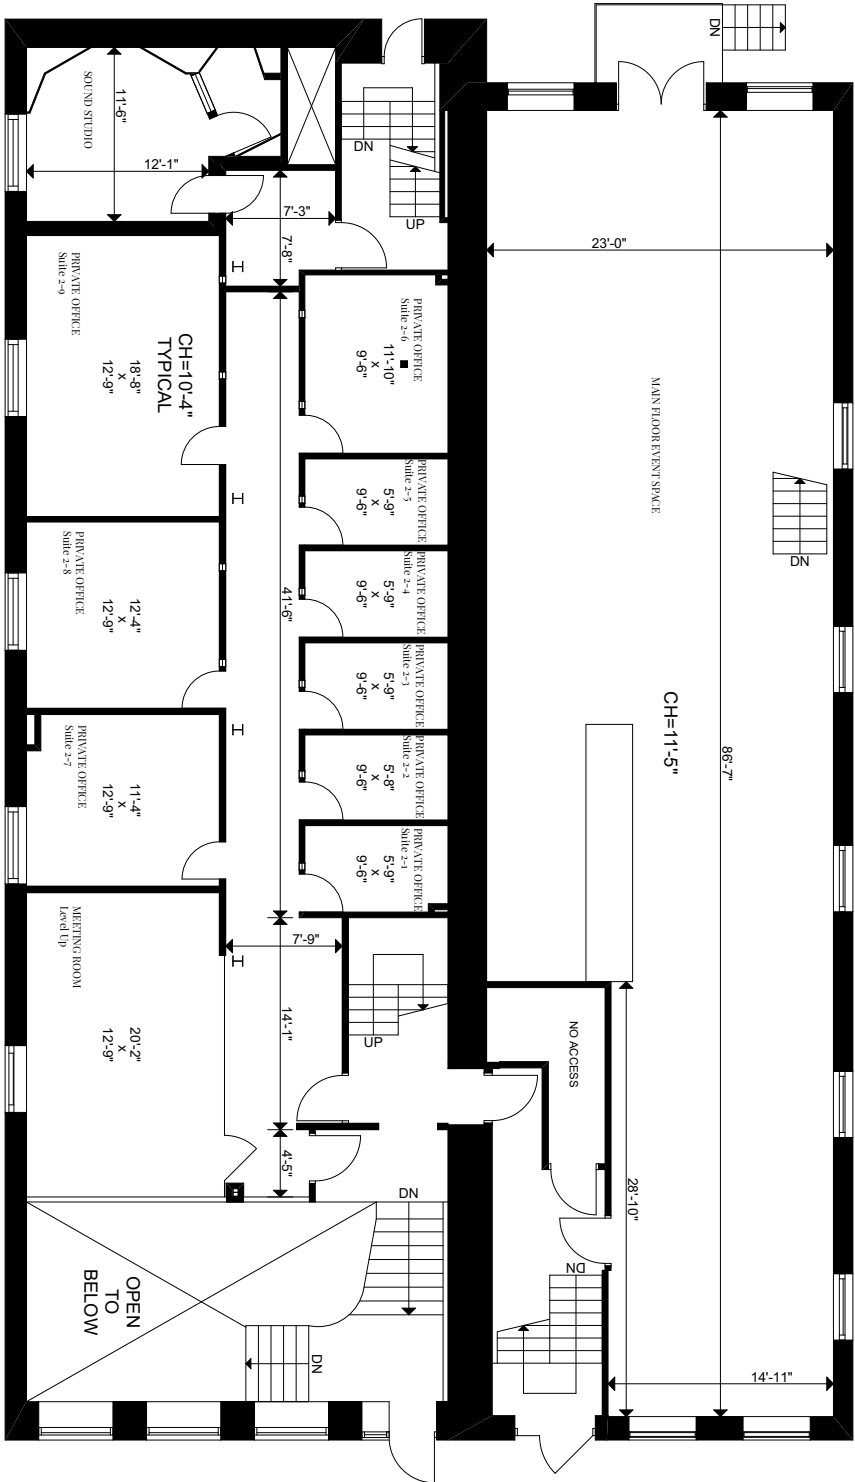 DN
SOUND STUDIO
11'-6"
12'-1"
DN
UP
7'-3"
7'-8"
23'-0"
PRIVATE OFFICE
Suite 2-9
CH=10'-4"
TYPICAL
18'-8"
x
12'-9"
PRIVATE OFFICE
Suite 2-6
11'-10"
x
9'-6"
MAIN FLOOR EVENT SPACE
PRIVATE OFFICE
Suite 2-5
5'-9"
x
9'-6"
DN
PRIVATE OFFICE
Suite 2-8
12'-4"
x
12'-9"
41'-6"
PRIVATE OFFICE
Suite 2-4
5'-9"
x
9'-6"
PRIVATE OFFICE
Suite 2-3
5'-9"
x
9'-6"
CH=11'-5"
86'-7"
PRIVATE OFFICE
Suite 2-7
11'-4"
x
12'-9"
PRIVATE OFFICE
Suite 2-2
5'-8"
x
9'-6"
PRIVATE OFFICE
Suite 2-1
5'-9"
x
9'-6"
MEETING ROOM
Level Up
20'-2"
x
12'-9"
7'-9"
14'-1"
UP
NO ACCESS
4'-5"
DN
28'-10"
OPEN
TO
BELOW
DN
DN
14'-11"